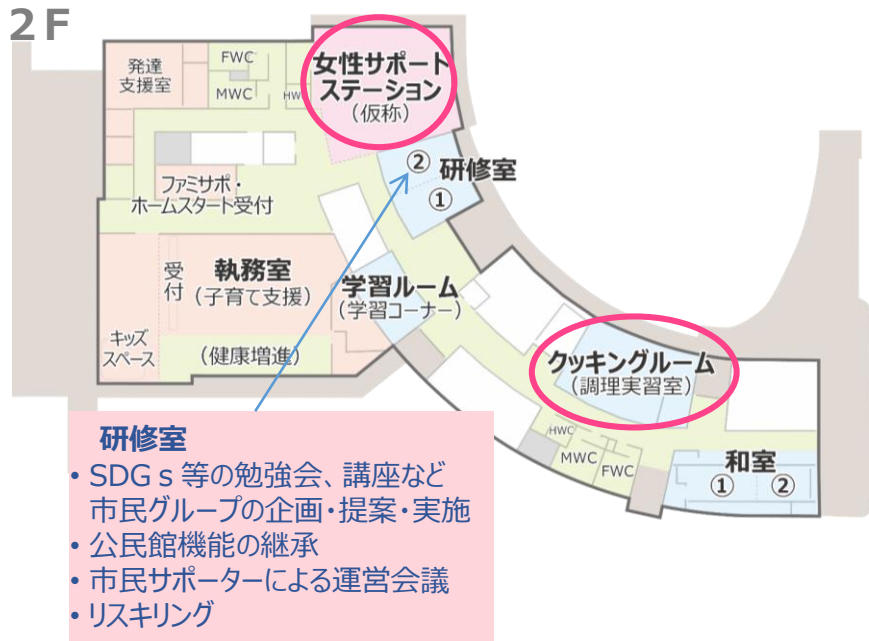 2F
発達
支援室
FWC
MWC
HWC
女性サポート
ステーション
(仮称)
② 研修室
①
ファミサポ・
ホームスタート受付
受付
執務室
(子育て支援)
キッズ
スペース
(健康増進)
学習ルーム
(学習コーナー)
クッキングルーム
(調理実習室)
HWC
MWC
FWC
和室
① ②
研修室
• SDGs等の勉強会、講座など
市民グループの企画・提案・実施
• 公民館機能の継承
• 市民サポーターによる運営会議
• リスキリング